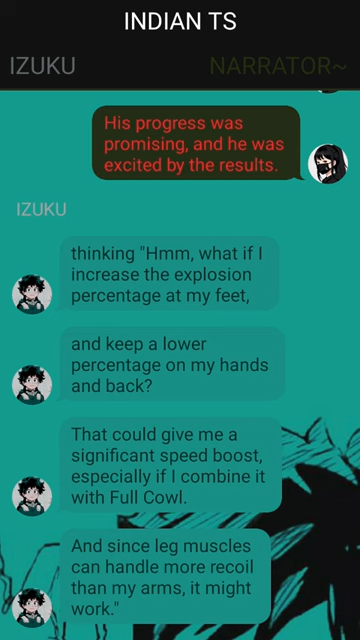 INDIAN TS
IZUKU
NARRATOR~
His progress was
promising, and he was
excited by the results.
IZUKU
thinking "Hmm, what if I
increase the explosion
percentage at my feet,
and keep a lower
percentage on my hands
and back?
That could give me a
significant speed boost,
especially if I combine it
with Full Cowl.
And since leg muscles
can handle more recoil
than my arms, it might
work."